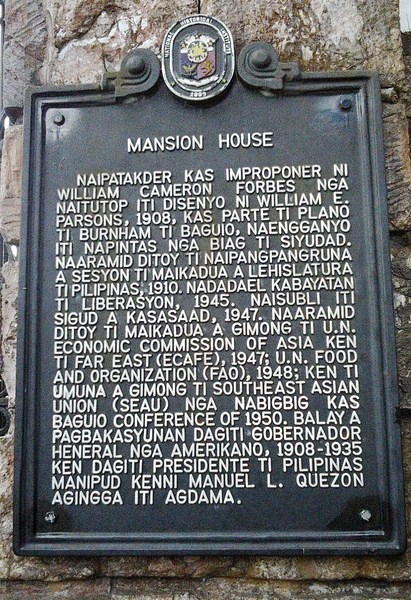 NATIONAL HISTORICAL INSTITUTE
2009
MANSION HOUSE
NAIPATAKDER KAS IMPROPONER NI
WILLIAM CAMERON FORBES NGA
NAITUTOP ITI DISENYO NI WILLIAM E.
PARSONS, 1908, KAS PARTE TI PLANO
TI BURNHAM TI BAGUIO, NAENGGANYO
ITI NAPINTAS NGA BIAG TI SIYUDAD.
NAARAMID DITOY TI NAIPANGPANGRUNA
A SESYON TI MAIKADUA A LEHISLATURA
TI PILIPINAS, 1910. NADADAEL KABAYATAN
TI LIBERASYON, 1945. NAISUBLI ITI
SIGUD A KASASAAD, 1947. NAARAMID
DITOY TI MAIKADUA A GIMONG TI U.N.
ECONOMIC COMMISSION OF ASIA KEN
TI FAR EAST (ECAFE), 1947; U.N. FOOD
AND ORGANIZATION (FAO), 1948; KEN TI
UMUNA A GIMONG TI SOUTHEAST ASIAN
UNION (SEAU) NGA NABIGBIG KAS
BAGUIO CONFERENCE OF 1950. BALAY A
PAGBAKASYUNAN DAGITI GOBERNADOR
HENERAL NGA AMERIKANO, 1908-1935
KEN DAGITI PRESIDENTE TI PILIPINAS
MANIPUD KENNI MANUEL L. QUEZON
AGINGGA ITI AGDAMA.